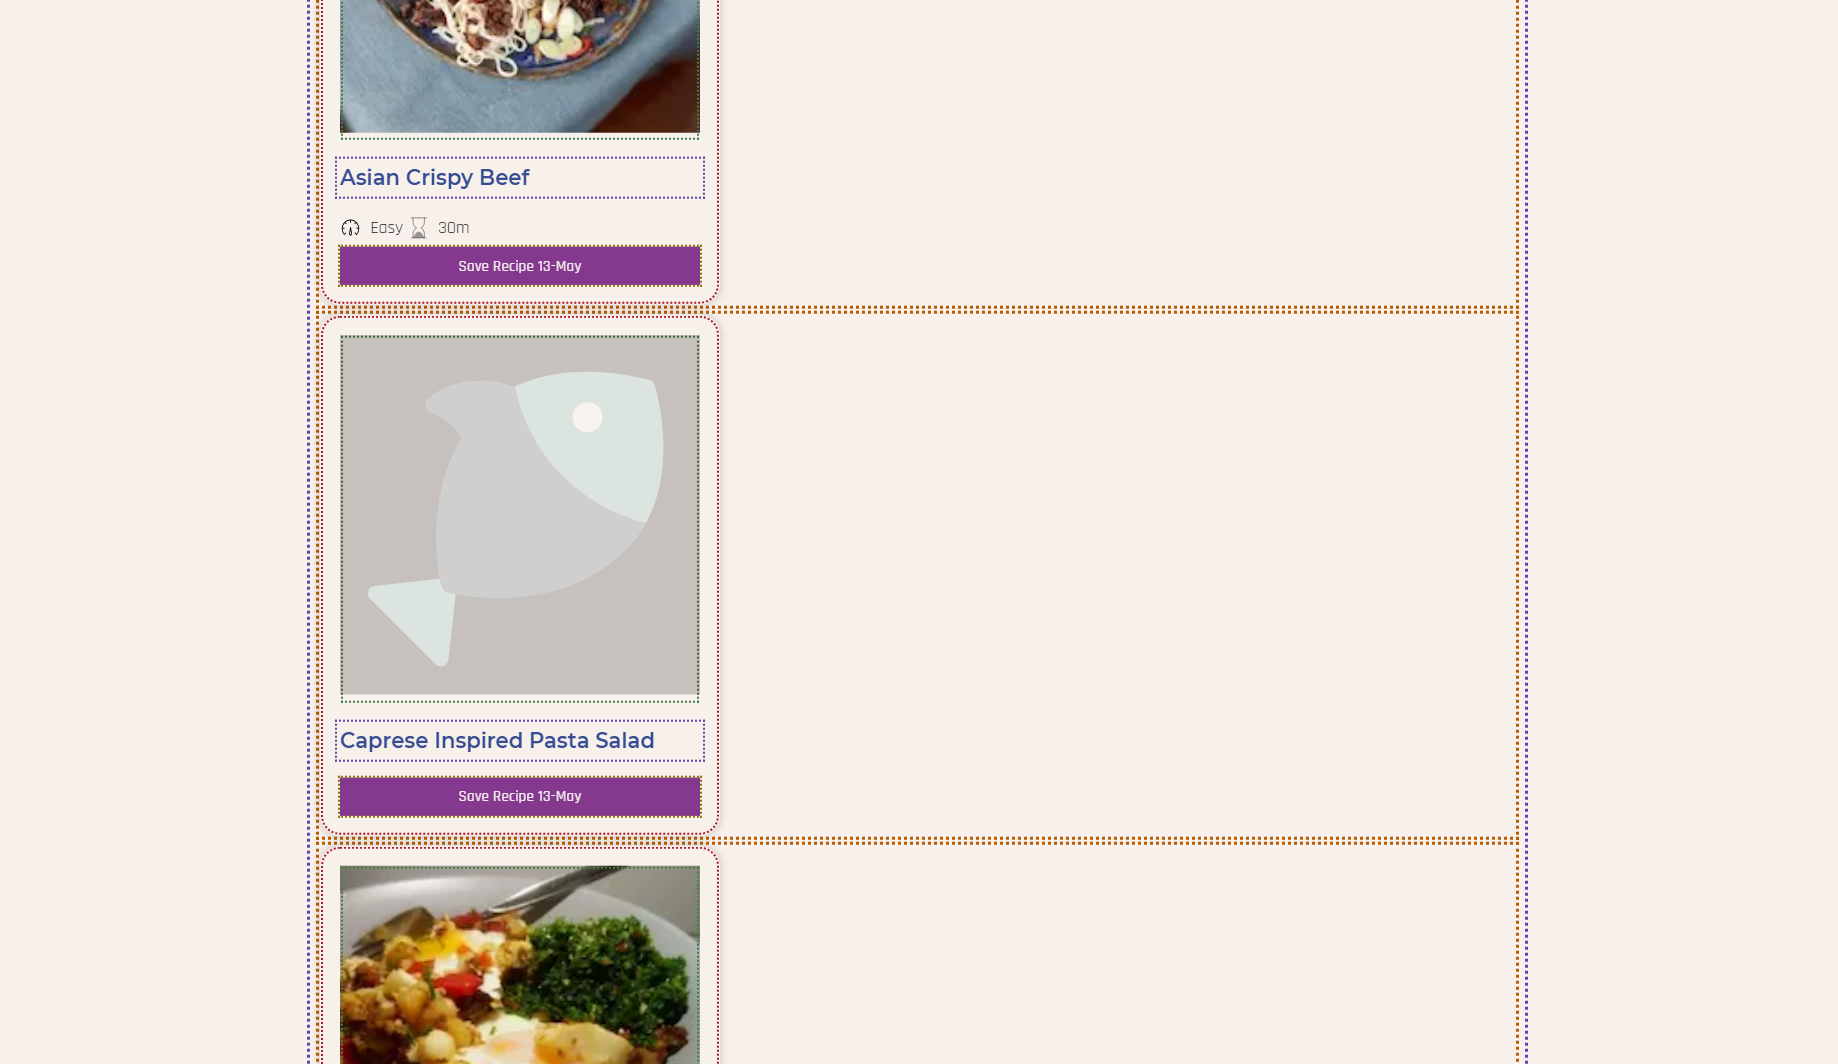 Asian Crispy Beef
Easy 30m
Save Recipe 13-May
Caprese Inspired Pasta Salad
Save Recipe 13-May